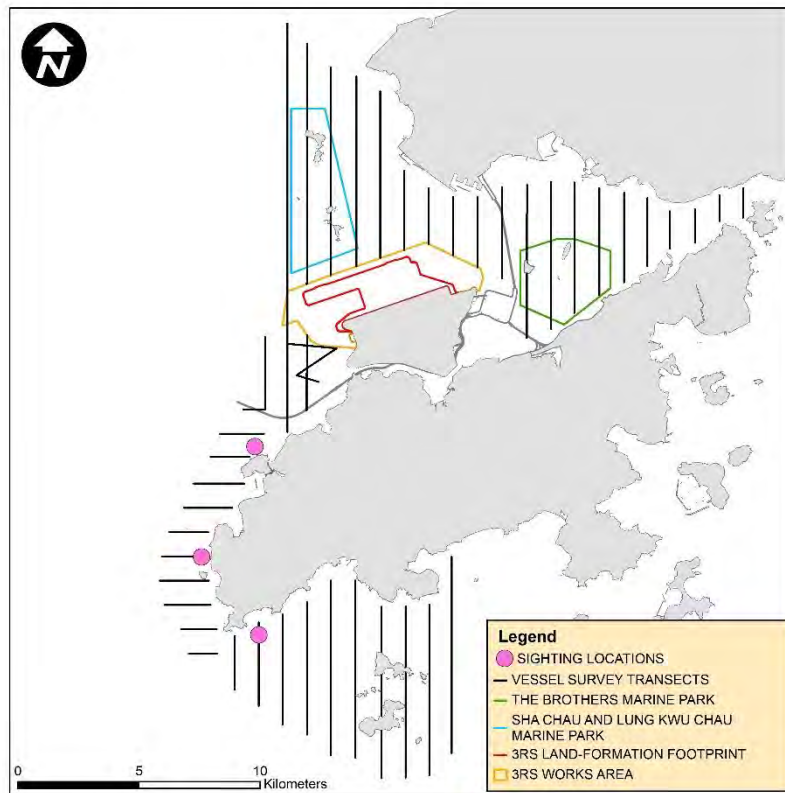 N
Legend
SIGHTING LOCATIONS
VESSEL SURVEY TRANSECTS
THE BROTHERS MARINE PARK
SHA CHAU AND LUNG KWU CHAU
MARINE PARK
3RS LAND-FORMATION FOOTPRINT
3RS WORKS AREA
0 5 10
Kilometers